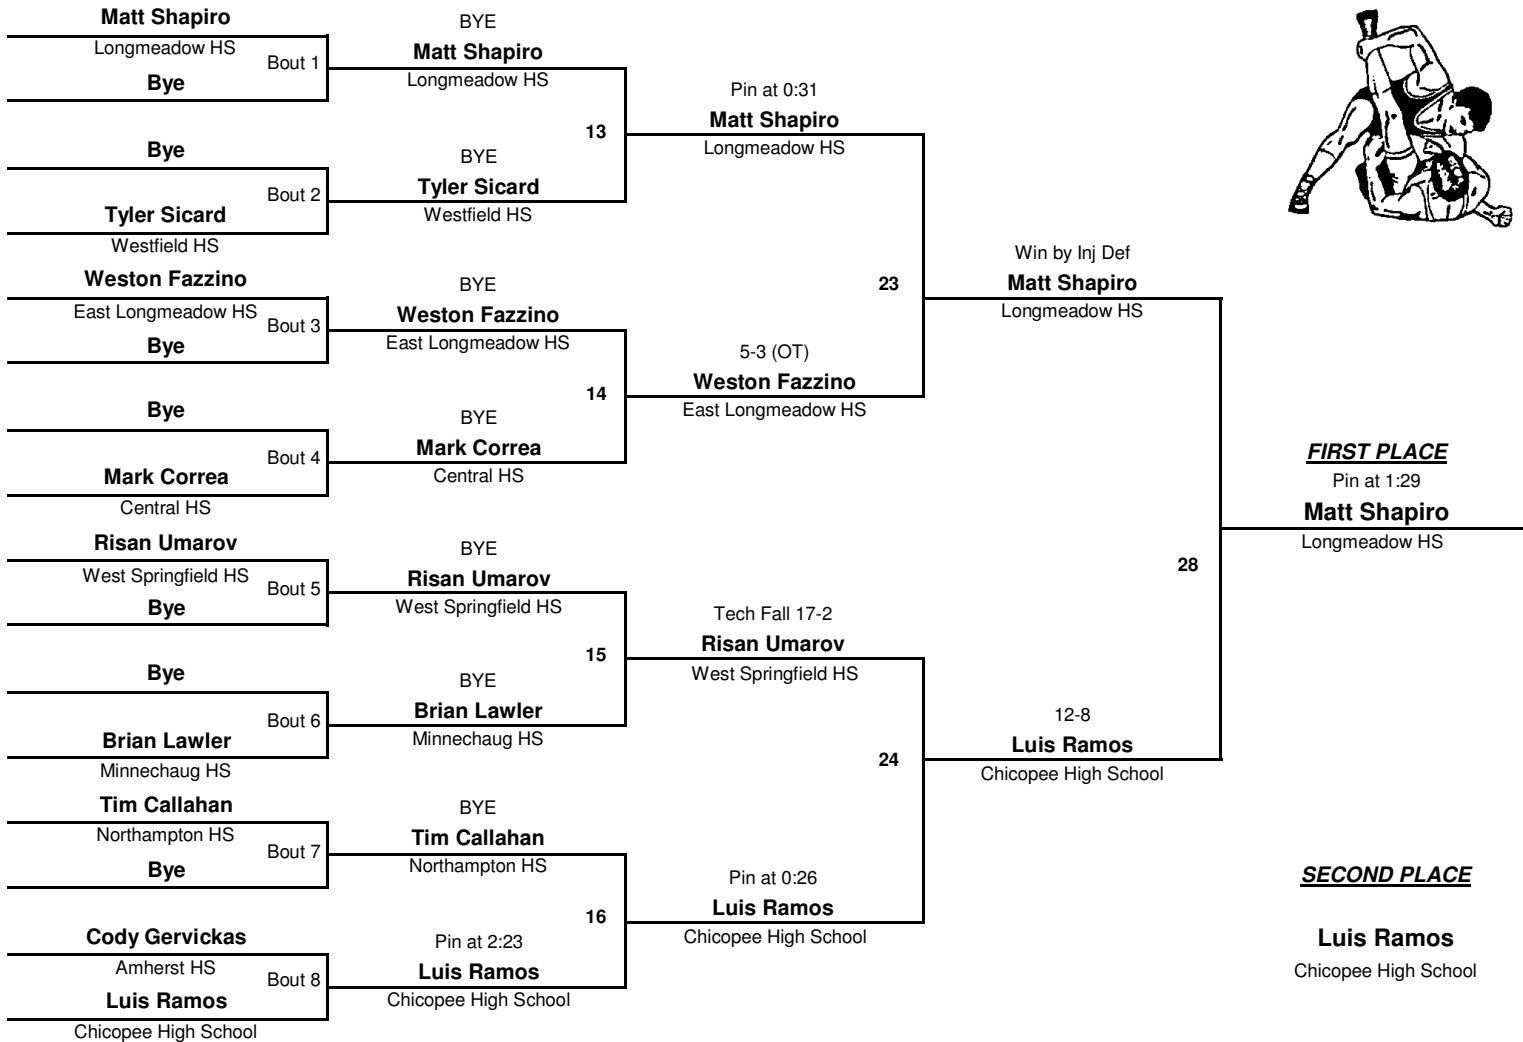 Matt Shapiro
Longmeadow HS
Bout 1
Bye
Bye
Bout 2
Tyler Sicard
Westfield HS
Weston Fazzino
East Longmeadow HS
Bout 3
Bye
Bye
Bout 4
Mark Correa
Central HS
Risan Umarov
West Springfield HS
Bout 5
Bye
Bye
Bout 6
Brian Lawler
Minnechaug HS
Tim Callahan
Northampton HS
Bout 7
Bye
Cody Gervickas
Amherst HS
Bout 8
Luis Ramos
Chicopee High School
BYE
Matt Shapiro
Longmeadow HS
13
BYE
Tyler Sicard
Westfield HS
BYE
Weston Fazzino
East Longmeadow HS
14
BYE
Mark Correa
Central HS
BYE
Risan Umarov
West Springfield HS
15
BYE
Brian Lawler
Minnechaug HS
BYE
Tim Callahan
Northampton HS
16
Pin at 2:23
Luis Ramos
Chicopee High School
Pin at 0:31
Matt Shapiro
Longmeadow HS
23
5-3 (OT)
Weston Fazzino
East Longmeadow HS
Tech Fall 17-2
Risan Umarov
West Springfield HS
24
Pin at 0:26
Luis Ramos
Chicopee High School
Win by Inj Def
Matt Shapiro
Longmeadow HS
28
12-8
Luis Ramos
Chicopee High School
FIRST PLACE
Pin at 1:29
Matt Shapiro
Longmeadow HS
SECOND PLACE
Luis Ramos
Chicopee High School